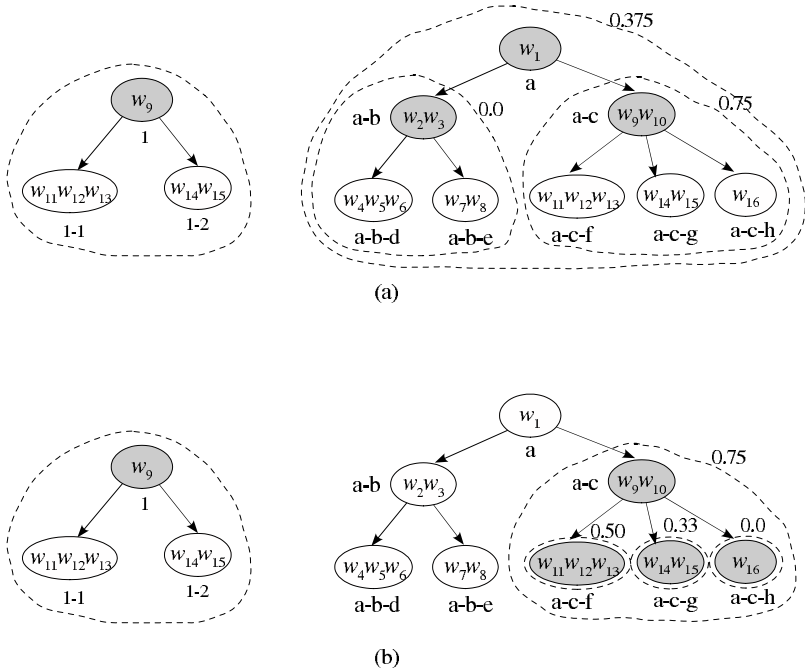 0.375
w1
a
w9
1
a-b
w2w3
0.0
a-c
w9w10
0.75
w11w12w13
w14w15
w4w5w6
w7w8
w11w12w13
w14w15
w16
1-1
1-2
a-b-d
a-b-e
a-c-f
a-c-g
a-c-h
(a)
w1
a
w9
1
a-b
w2w3
a-c
w9w10
0.75
0.50
0.33
0.0
w11w12w13
w14w15
w4w5w6
w7w8
w11w12w13
w14w15
w16
1-1
1-2
a-b-d
a-b-e
a-c-f
a-c-g
a-c-h
(b)